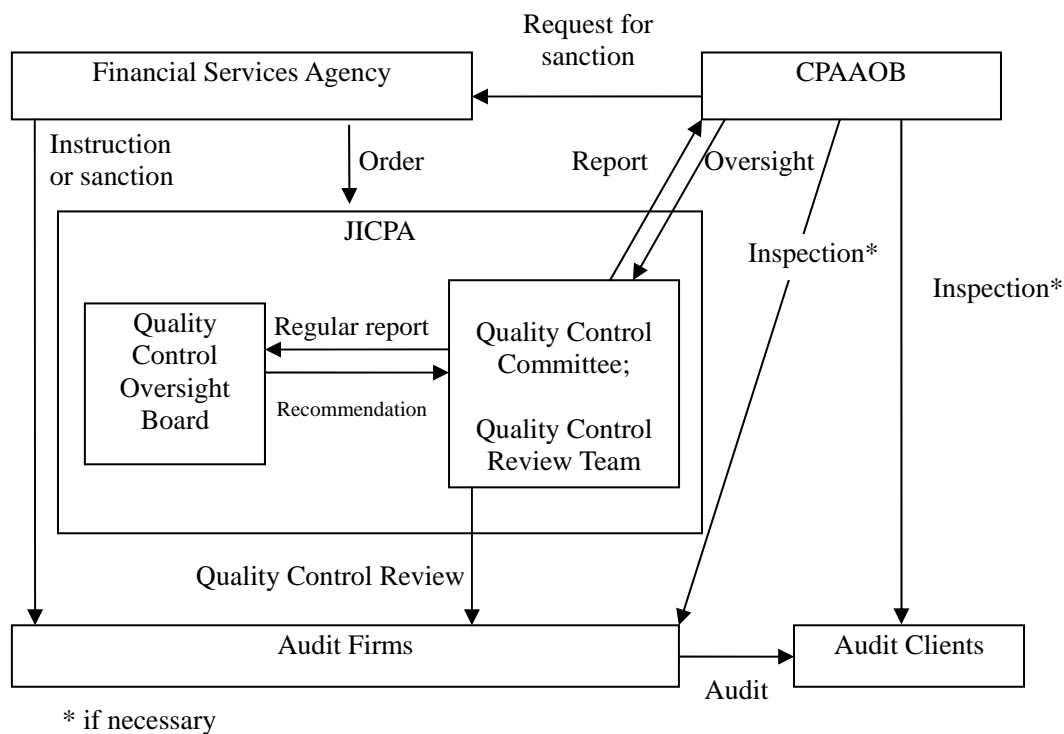 Request for
sanction
Financial Services Agency
CPAAOB
Instruction
or sanction
Order
Report
Oversight
JICPA
Inspection*
Inspection*
Quality
Control
Oversight
Board
Regular report
Recommendation
Quality Control
Committee;
Quality Control
Review Team
Quality Control Review
Audit Firms
Audit Clients
Audit
* if necessary